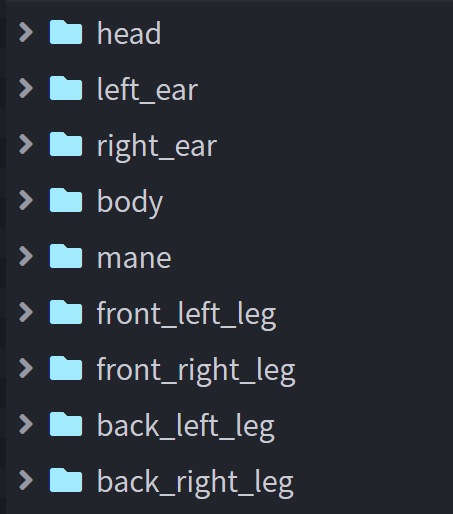 head
left_ear
right_ear
body
mane
front_left_leg
front_right_leg
back_left_leg
back_right_leg